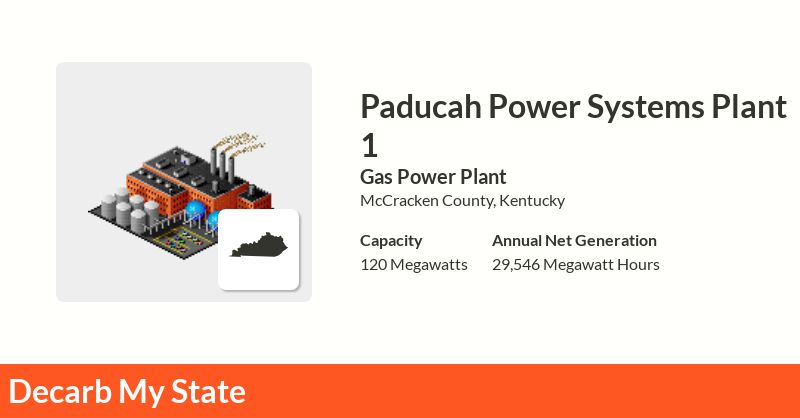 Paducah Power Systems Plant
1
Gas Power Plant
McCracken County, Kentucky
Capacity
Annual Net Generation
120 Megawatts
29,546 Megawatt Hours
Decarb My State